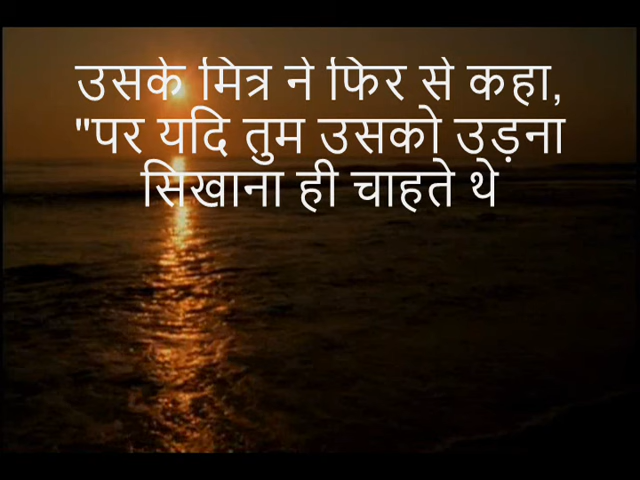 उसके मित्र ने फिर से कहा,
"पर यदि तुम उसको उड़ना
सिखाना ही चाहते थे